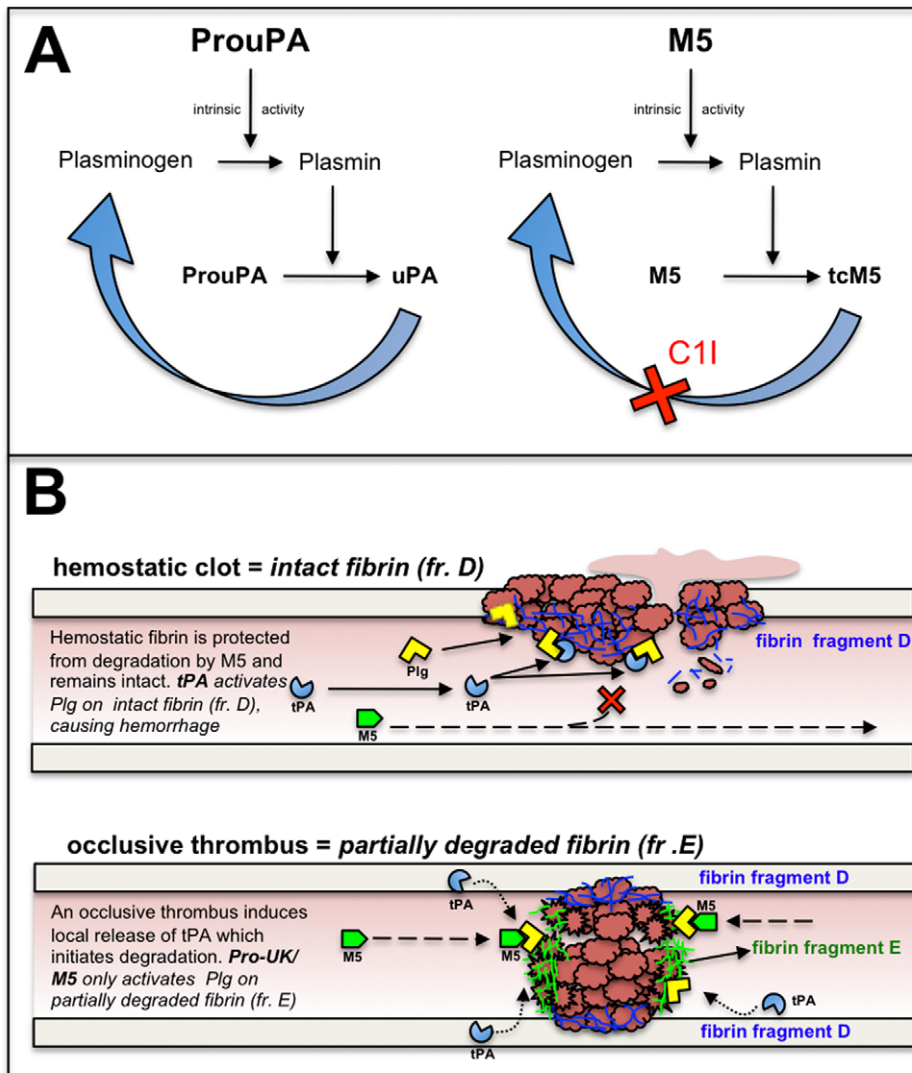 A
ProuPA
intrinsic activity
Plasminogen
Plasmin
ProuPA
uPA
M5
intrinsic activity
Plasminogen
Plasmin
M5
tcM5
C1I
B
hemostatic clot = intact fibrin (fr. D)
Hemostatic fibrin is protected
from degradation by M5 and
remains intact. tPA activates
Plg on intact fibrin (fr. D),
causing hemorrhage
Plg
tPA
tPA
M5
fibrin fragment D
occlusive thrombus = partially degraded fibrin (fr .E)
An occlusive thrombus induces
local release of tPA which
initiates degradation. Pro-UK/
M5 only activates Plg on
partially degraded fibrin (fr. E)
tPA
M5
M5
tPA
fibrin fragment D
M5
fibrin fragment E
tPA
fibrin fragment D